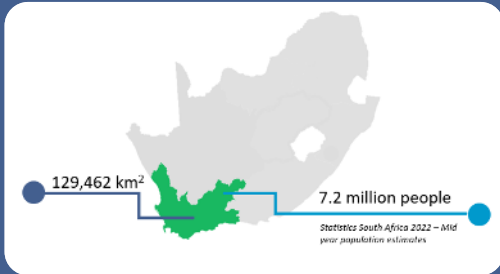 129,462 km²
7.2 million people
Statistics South Africa 2022 – Mid
year population estimates